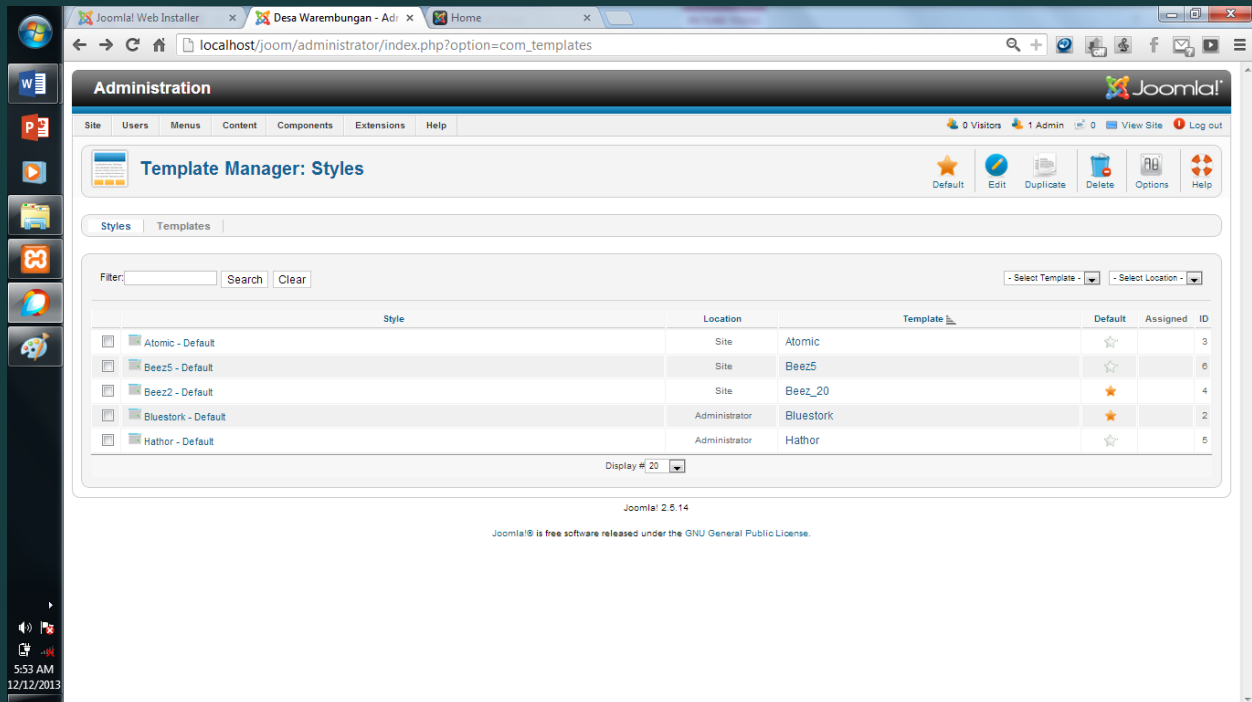 Joomla! Web Installer
Desa Warembungan - Adr
Home
localhost/joom/administrator/index.php?option=com_templates
Administration
Joomla!
Site Users Menus Content Components Extensions Help
0 Visitors 1 Admin 0 View Site Log out
Template Manager: Styles
Default Edit Duplicate Delete Options Help
Styles Templates
Filter: Search Clear
- Select Template - - Select Location -
Style Location Template Default Assigned ID
Atomic - Default Site Atomic 3
Beez5 - Default Site Beez5 6
Beez2 - Default Site Beez_20 4
Bluestork - Default Administrator Bluestork 2
Hathor - Default Administrator Hathor 5
Display # 20
Joomla! 2.5.14
Joomla!® is free software released under the GNU General Public License.
5:53 AM
12/12/2013